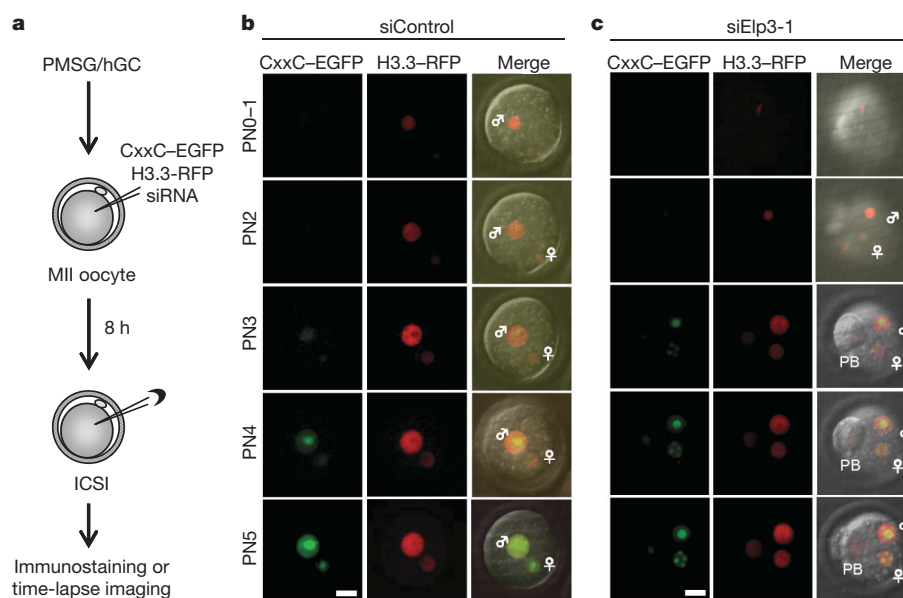 a
PMSG/hGC
CxxC–EGFP
H3.3-RFP
siRNA
MII oocyte
8 h
ICSI
Immunostaining or
time-lapse imaging
b
siControl
CxxC–EGFP H3.3–RFP Merge
PN0–1
♂
PN2
♂
♀
PN3
♂
♀
PN4
♂
♀
PN5
♂
♀
c
siElp3-1
CxxC–EGFP H3.3–RFP Merge
♂
♂
♀
♂
PB ♀
♂
PB ♀
♂
PB ♀